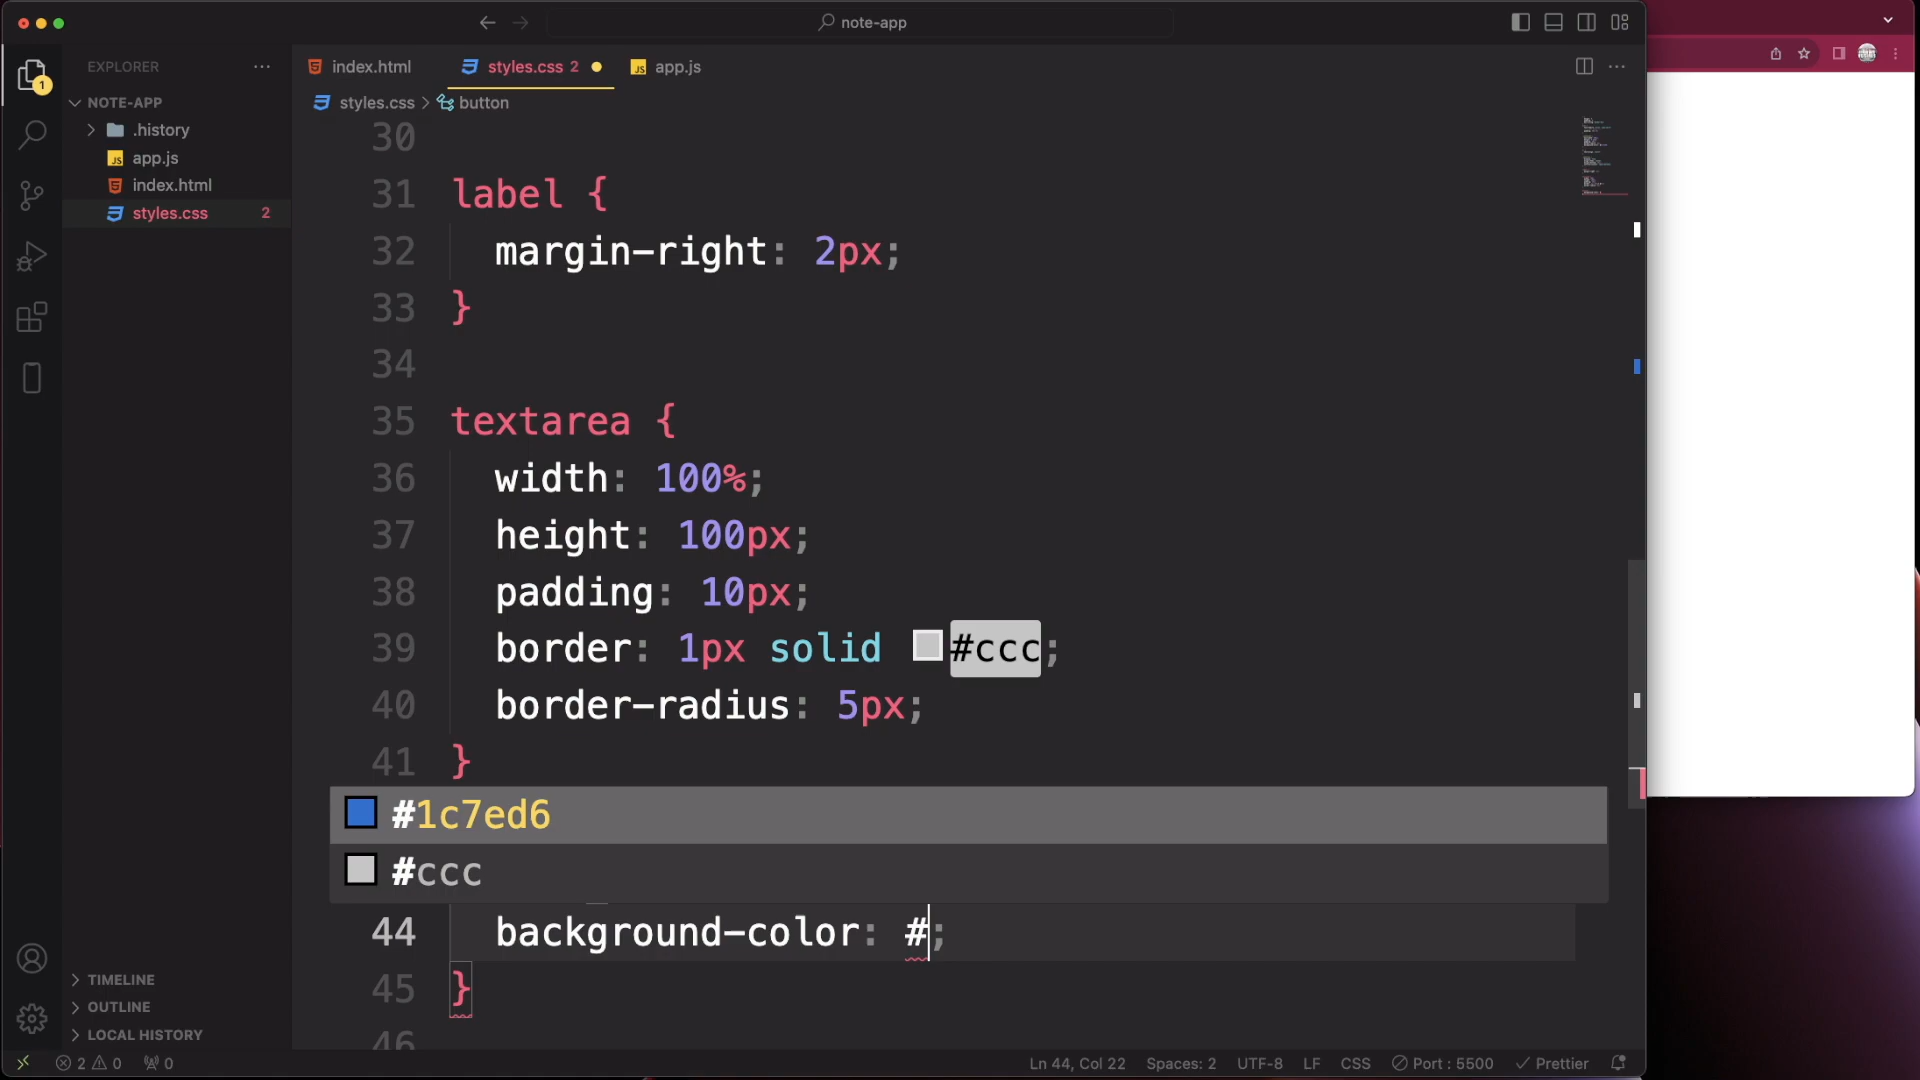 note-app
EXPLORER
index.html
styles.css 2
app.js
styles.css > button
NOTE-APP
.history
app.js
index.html
styles.css 2
1
30
31 label {
32 margin-right: 2px;
33 }
34
35 textarea {
36 width: 100%;
37 height: 100px;
38 padding: 10px;
39 border: 1px solid #ccc;
40 border-radius: 5px;
41 }
#1c7ed6
#ccc
44 background-color: #;
45 }
46
TIMELINE
OUTLINE
LOCAL HISTORY
2 0 0
Ln 44, Col 22 Spaces: 2 UTF-8 LF CSS Port : 5500 Prettier